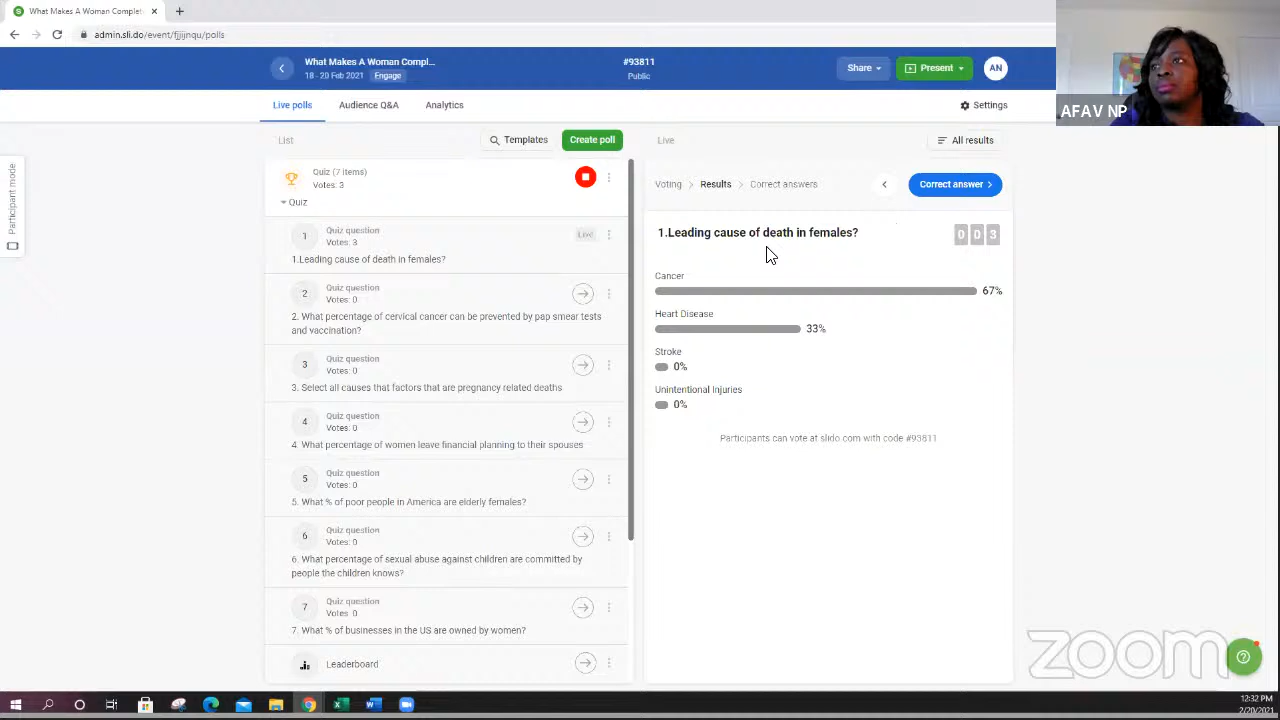 What Makes A Woman Complet
admin.sli.do/event/fjjijnqu/polls
What Makes A Woman Compl...
18 - 20 Feb 2021 Engage
#93811
Public
Share
Present
AN
AFAV NP
Live polls
Audience Q&A
Analytics
Settings
List
Templates
Create poll
Live
All results
Participant mode
Quiz (7 items)
Votes: 3
Quiz
1
Quiz question
Votes: 3
Live
1.Leading cause of death in females?
2
Quiz question
Votes: 0
2. What percentage of cervical cancer can be prevented by pap smear tests
and vaccination?
3
Quiz question
Votes: 0
3. Select all causes that factors that are pregnancy related deaths
4
Quiz question
Votes: 0
4. What percentage of women leave financial planning to their spouses
5
Quiz question
Votes: 0
5. What % of poor people in America are elderly females?
6
Quiz question
Votes: 0
6. What percentage of sexual abuse against children are committed by
people the children knows?
7
Quiz question
Votes: 0
7. What % of businesses in the US are owned by women?
Leaderboard
Voting
Results
Correct answers
Correct answer
1.Leading cause of death in females?
0 0 3
Cancer
67%
Heart Disease
33%
Stroke
0%
Unintentional Injuries
0%
Participants can vote at slido.com with code #93811
zoom
12:32 PM
2/20/2021